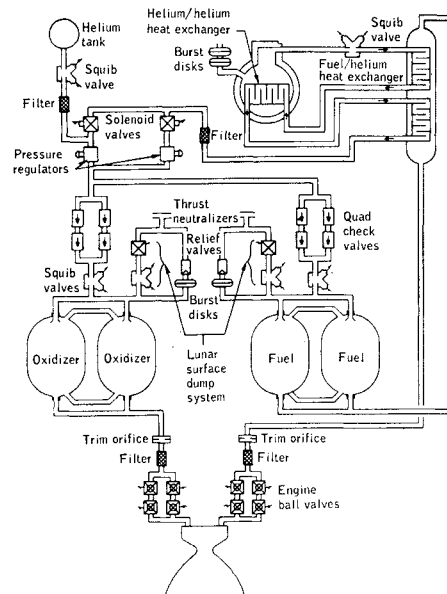 Helium
tank
Squib
valve
Filter
Solenoid
valves
Pressure
regulators
Helium/helium
heat exchanger
Burst
disks
Squib
valve
Fuel/helium
heat exchanger
Filter
Thrust
neutralizers
Relief
valves
Quad
check
valves
Squib
valves
Burst
disks
Oxidizer
Oxidizer
Lunar
surface
dump
system
Fuel
Fuel
Trim orifice
Filter
Trim orifice
Filter
Engine
ball valves